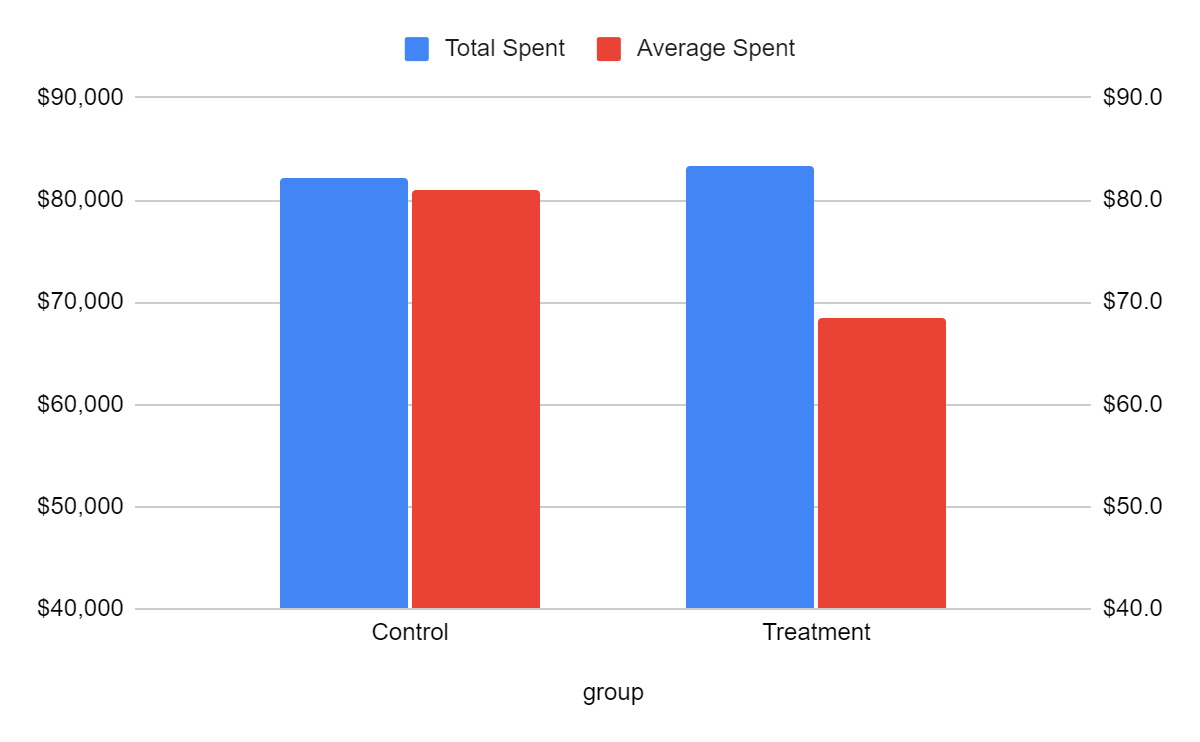 Total Spent Average Spent
$90,000 $90.0
$80,000 $80.0
$70,000 $70.0
$60,000 $60.0
$50,000 $50.0
$40,000 $40.0
Control Treatment
group